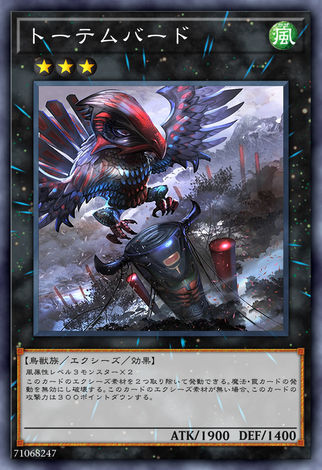 トーテムバード
風
【鳥獣族／エクシーズ／効果】
風属性レベル３モンスター×２
このカードのエクシーズ素材を２つ取り除いて発動できる。魔法・罠カードの発
動を無効にし破壊する。このカードのエクシーズ素材が無い場合、このカードの
攻撃力は３００ポイントダウンする。
ATK/1900 DEF/1400
71068247